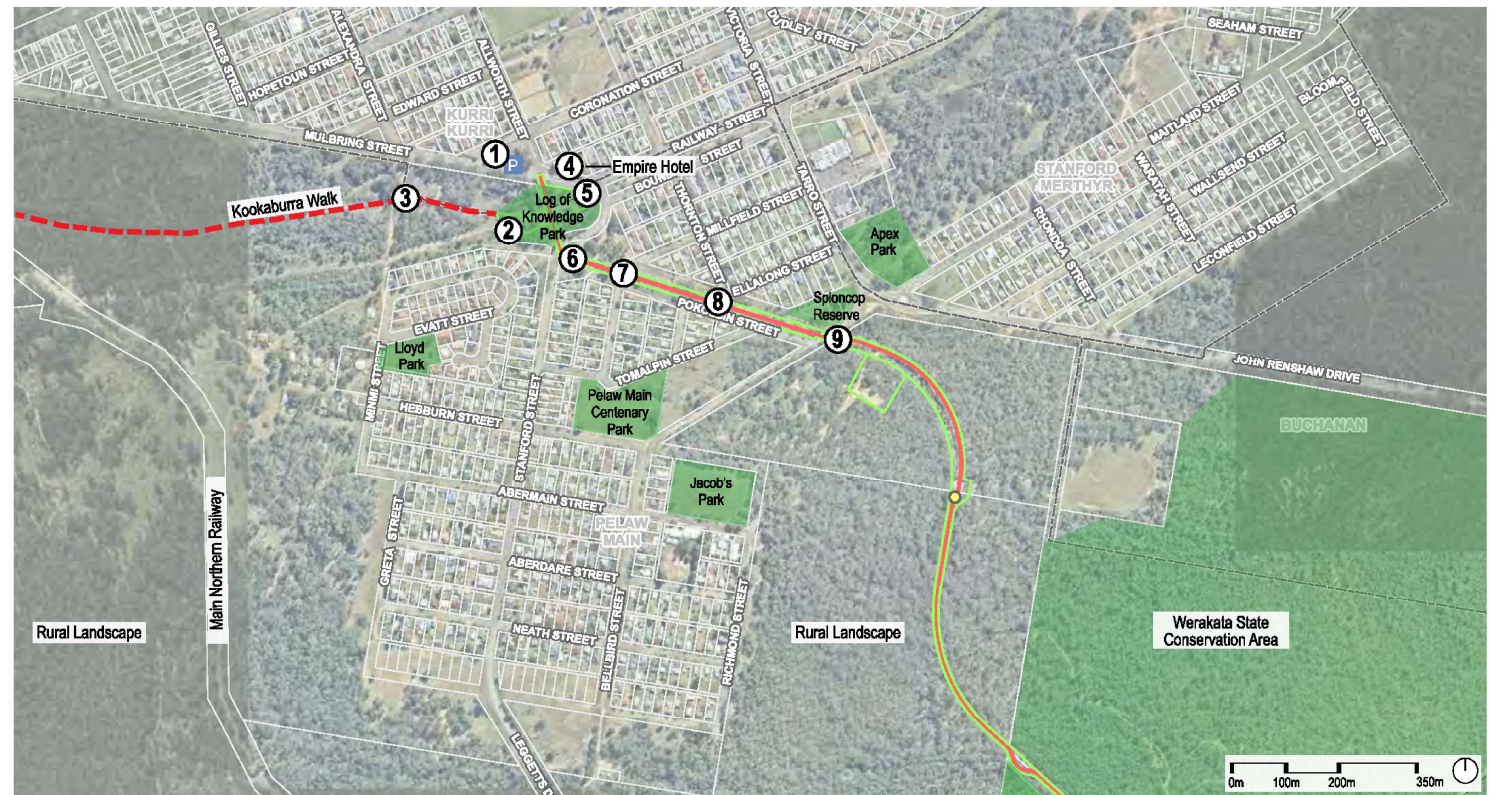 GILLIES STREET
ALEXANDRA STREET
ALLWORTH STREET
VICTORIA STREET
DUDLEY STREET
SEAHAM STREET
HOPETOUN STREET
EDWARD STREET
CORONATION STREET
KURRI
KURRI
MULBRING STREET
RAILWAY STREET
MAITLAND STREET
BLOOMFIELD STREET
1
P
4
Empire Hotel
TARRO STREET
STANFORD
MERTHYR
WARATAH STREET
WALLSEND STREET
3
Kookaburra Walk
5
Log of
Knowledge
Park
2
THORNTON STREET
MILLFIELD STREET
Apex
Park
RHONDDA STREET
LECONFIELD STREET
6
7
ELLALONG STREET
8
Spioncop
Reserve
9
EVATT STREET
Lloyd
Park
TOMALPIN STREET
JOHN RENSHAW DRIVE
MINMI STREET
HEBBURN STREET
STANFORD STREET
Pelaw Main
Centenary
Park
BUCHANAN
Jacob's
Park
ABERMAIN STREET
PELAW
MAIN
GRETA STREET
Main Northern Railway
ABERDARE STREET
NEATH STREET
BELLBIRD STREET
RICHMOND STREET
Rural Landscape
Rural Landscape
Werakata State
Conservation Area
0m 100m 200m 350m